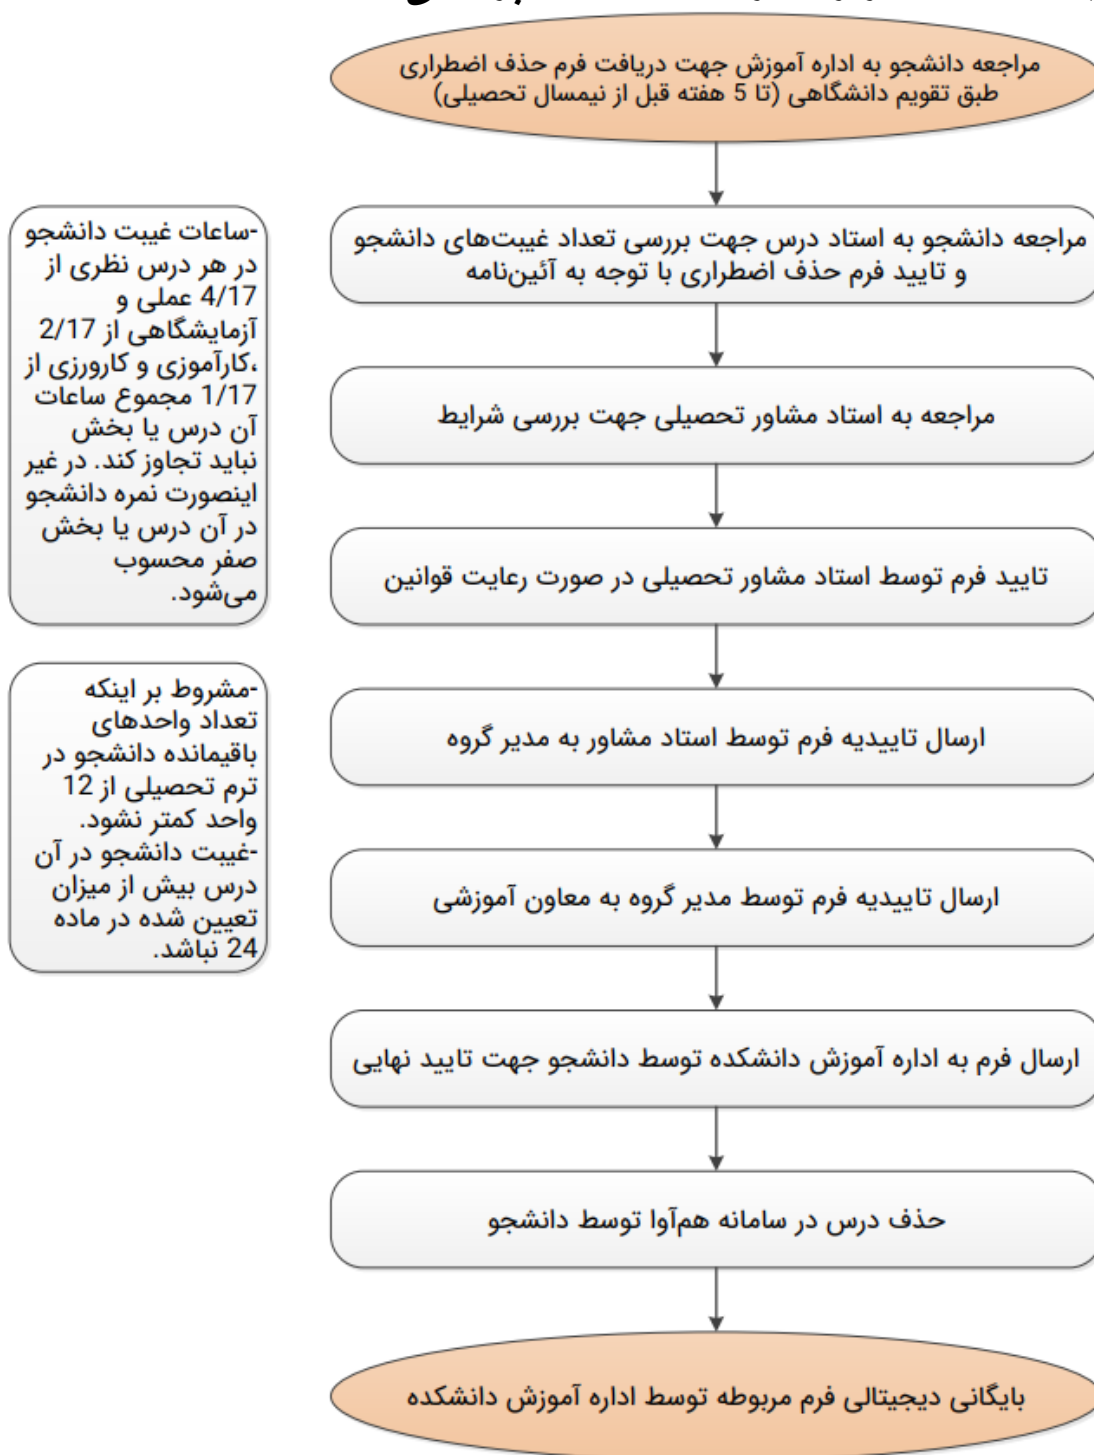 مراجعه دانشجو به اداره آموزش جهت دریافت فرم حذف اضطراری
طبق تقویم دانشگاهی (تا 5 هفته قبل از نیمسال تحصیلی)
مراجعه دانشجو به استاد درس جهت بررسی تعداد غیبت‌های دانشجو
و تایید فرم حذف اضطراری با توجه به آئین‌نامه
مراجعه به استاد مشاور تحصیلی جهت بررسی شرایط
تایید فرم توسط استاد مشاور تحصیلی در صورت رعایت قوانین
ارسال تاییدیه فرم توسط استاد مشاور به مدیر گروه
ارسال تاییدیه فرم توسط مدیر گروه به معاون آموزشی
ارسال فرم به اداره آموزش دانشکده توسط دانشجو جهت تایید نهایی
حذف درس در سامانه هم‌آوا توسط دانشجو
بایگانی دیجیتالی فرم مربوطه توسط اداره آموزش دانشکده
-ساعات غیبت دانشجو
در هر درس نظری از
4/17 عملی و
آزمایشگاهی از 2/17
،کارآموزی و کارورزی از
1/17 مجموع ساعات
آن درس یا بخش
نباید تجاوز کند. در غیر
اینصورت نمره دانشجو
در آن درس یا بخش
صفر محسوب
می‌شود.
-مشروط بر اینکه
تعداد واحدهای
باقیمانده دانشجو در
ترم تحصیلی از 12
واحد کمتر نشود.
-غیبت دانشجو در آن
درس بیش از میزان
تعیین شده در ماده
24 نباشد.